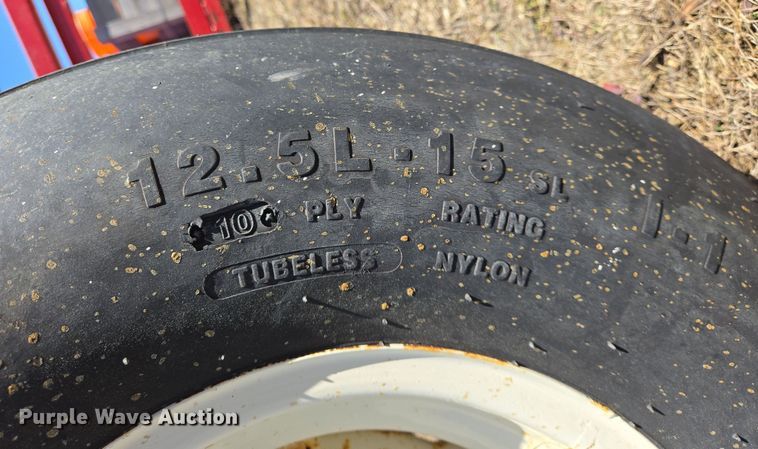 12.5L-15 SL I-1
10 PLY RATING
TUBELESS NYLON
Purple Wave Auction